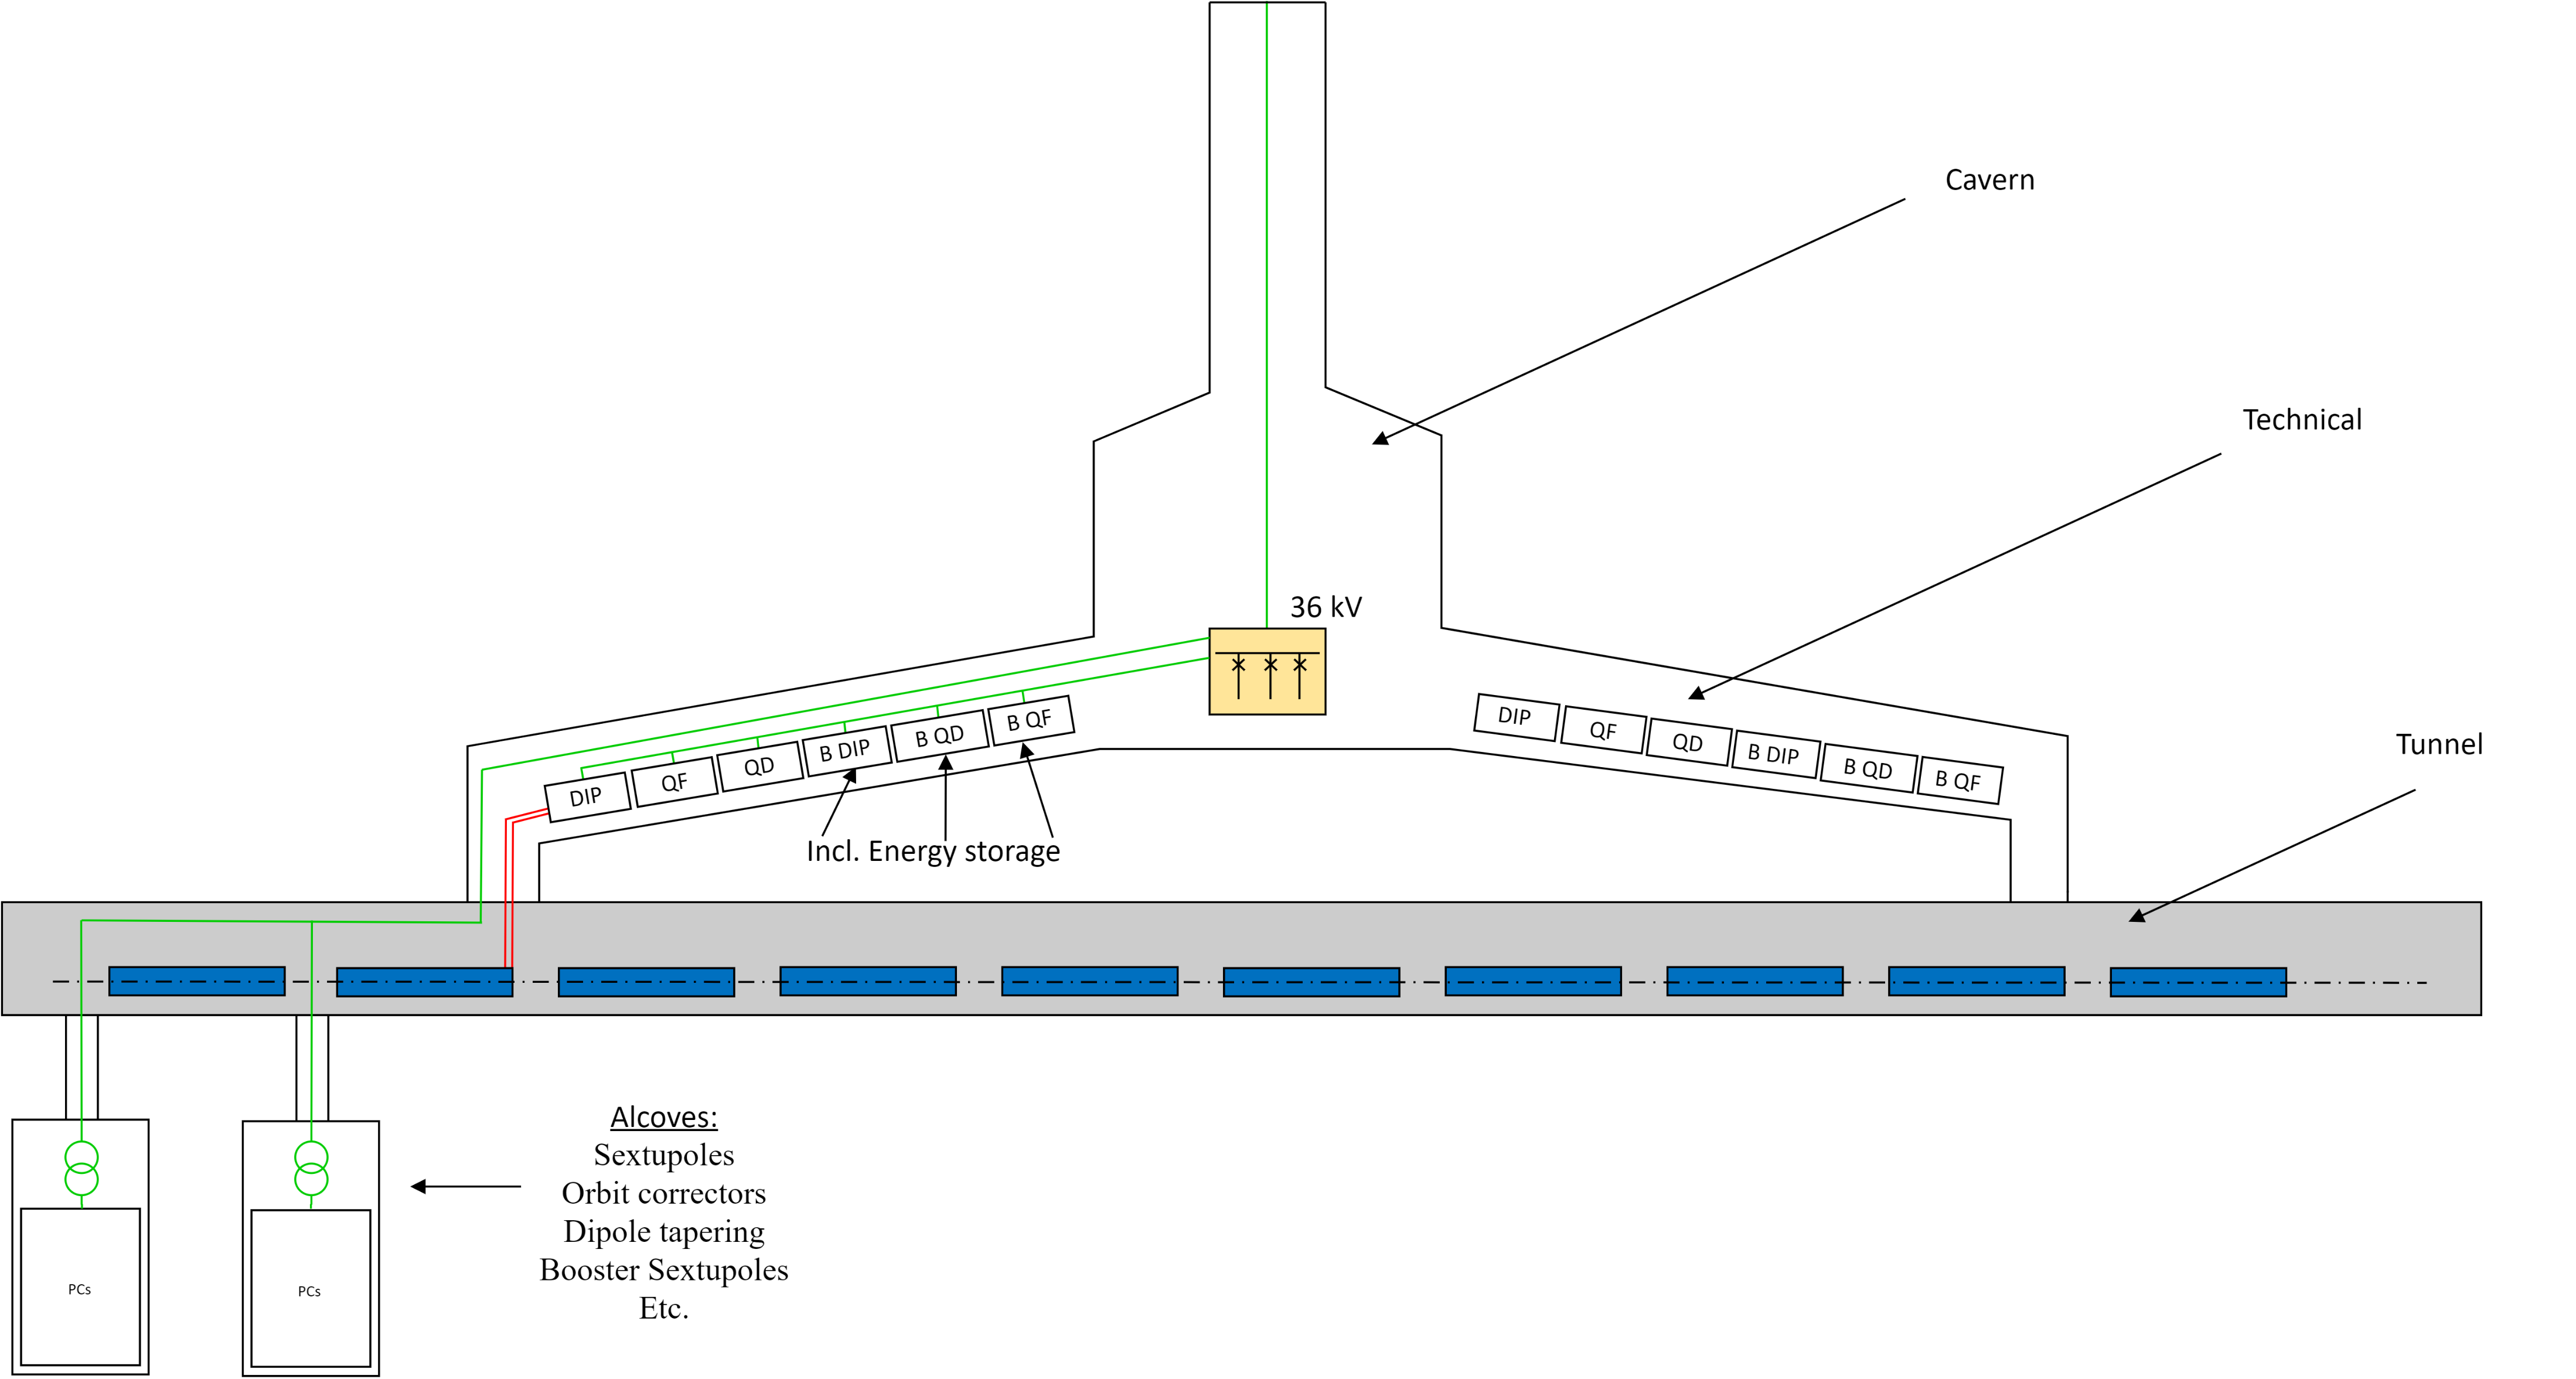 Cavern
Technical
36 kV
Tunnel
DIP
QF
QD
B DIP
B QD
B QF
DIP
QF
QD
B DIP
B QD
B QF
Incl. Energy storage
Alcoves:
Sextupoles
Orbit correctors
Dipole tapering
Booster Sextupoles
Etc.
PCs
PCs